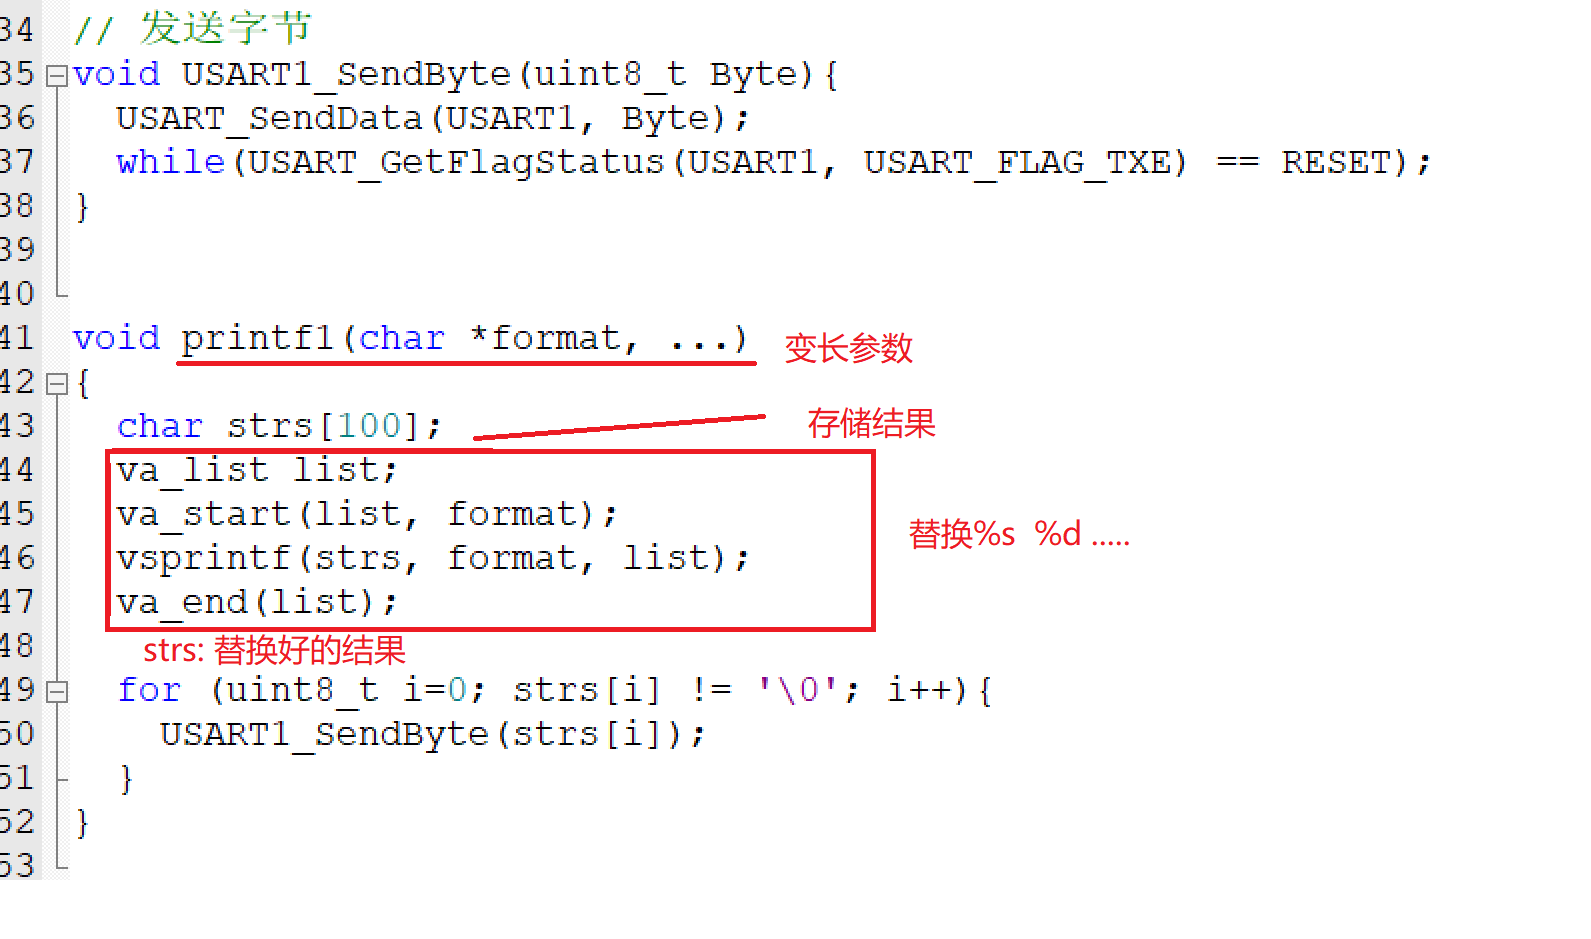 34 // 发送字节
35 void USART1_SendByte(uint8_t Byte){
36 USART_SendData(USART1, Byte);
37 while(USART_GetFlagStatus(USART1, USART_FLAG_TXE) == RESET);
38 }
39
40
41 void printf1(char *format, ...) 变长参数
42 {
43 char strs[100]; 存储结果
44 va_list list;
45 va_start(list, format);
替换%s %d .....
46 vsprintf(strs, format, list);
47 va_end(list);
48 strs: 替换好的结果
49 for (uint8_t i=0; strs[i] != '\0'; i++){
50 USART1_SendByte(strs[i]);
51 }
52 }
53